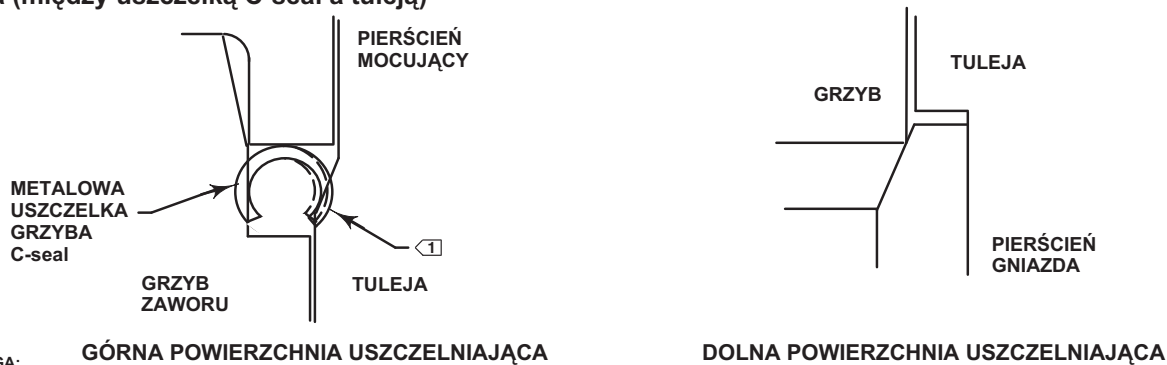 (między uszczelką C-seal a tuleją)
PIERŚCIEŃ
MOCUJĄCY
METALOWA
USZCZELKA
GRZYBA
C-seal
1
GRZYB
ZAWORU
TULEJA
GÓRNA POWIERZCHNIA USZCZELNIAJĄCA
TULEJA
GRZYB
PIERŚCIEŃ
GNIAZDA
DOLNA POWIERZCHNIA USZCZELNIAJĄCA